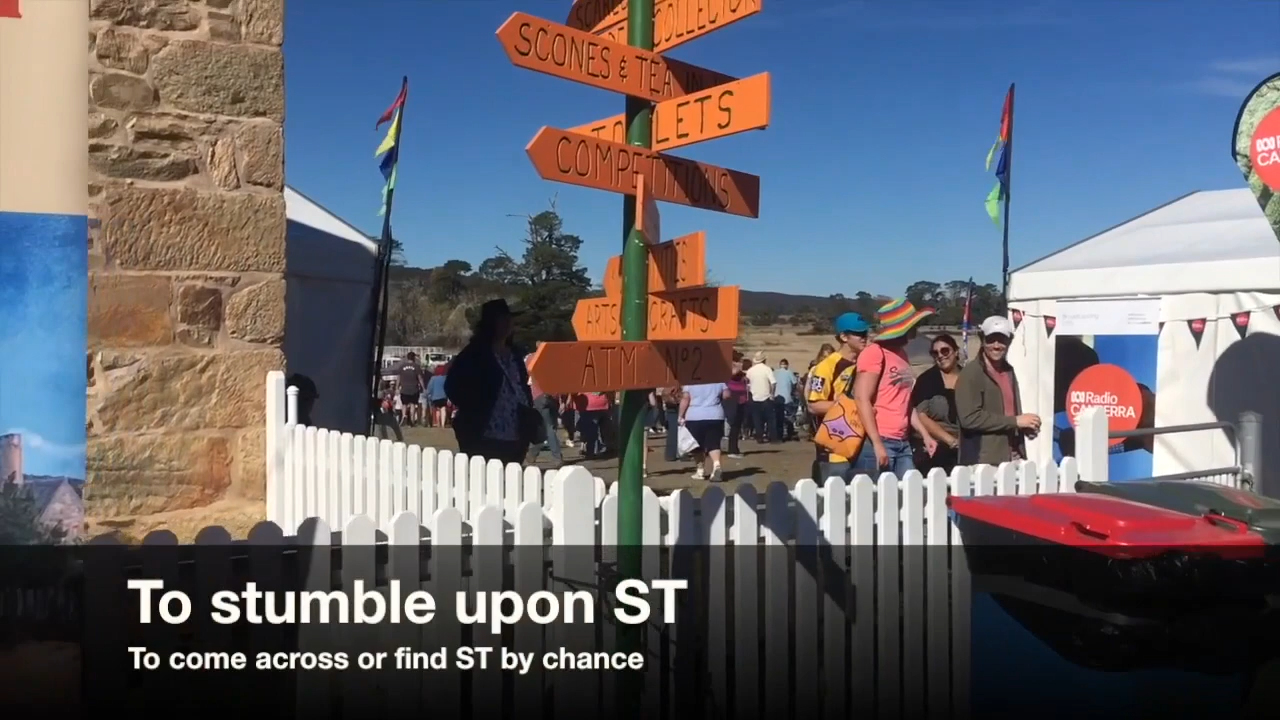 COLLECTOR
SCONES & TEA
TOILETS
COMPETITIONS
ARTS CRAFTS
ATM Nº2
Radio
CANBERRA
To stumble upon ST
To come across or find ST by chance